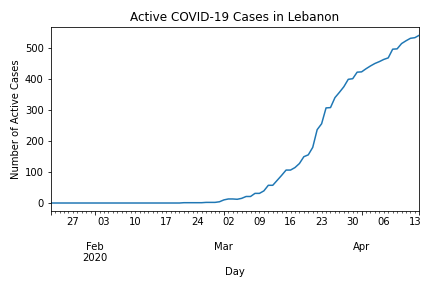 Active COVID-19 Cases in Lebanon
Number of Active Cases
500
400
300
200
100
0
27 03 10 17 24 02 09 16 23 30 06 13
Feb Mar Apr
2020
Day